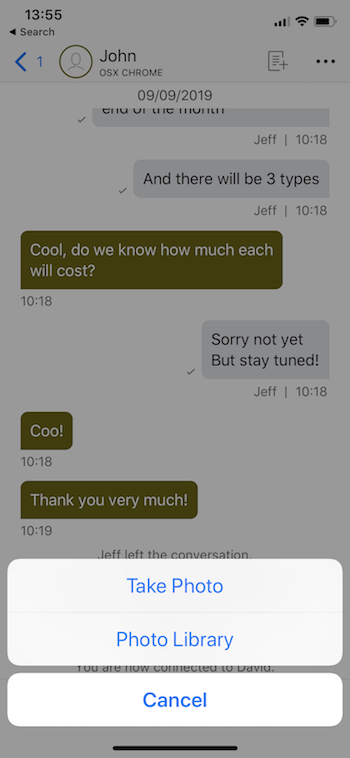 13:55
Search
1
John
OSX CHROME
09/09/2019
end of the month
Jeff | 10:18
And there will be 3 types
Jeff | 10:18
Cool, do we know how much each
will cost?
10:18
Sorry not yet
But stay tuned!
Jeff | 10:18
Coo!
10:18
Thank you very much!
10:19
Jeff left the conversation.
Take Photo
Photo Library
You are now connected to David.
Cancel